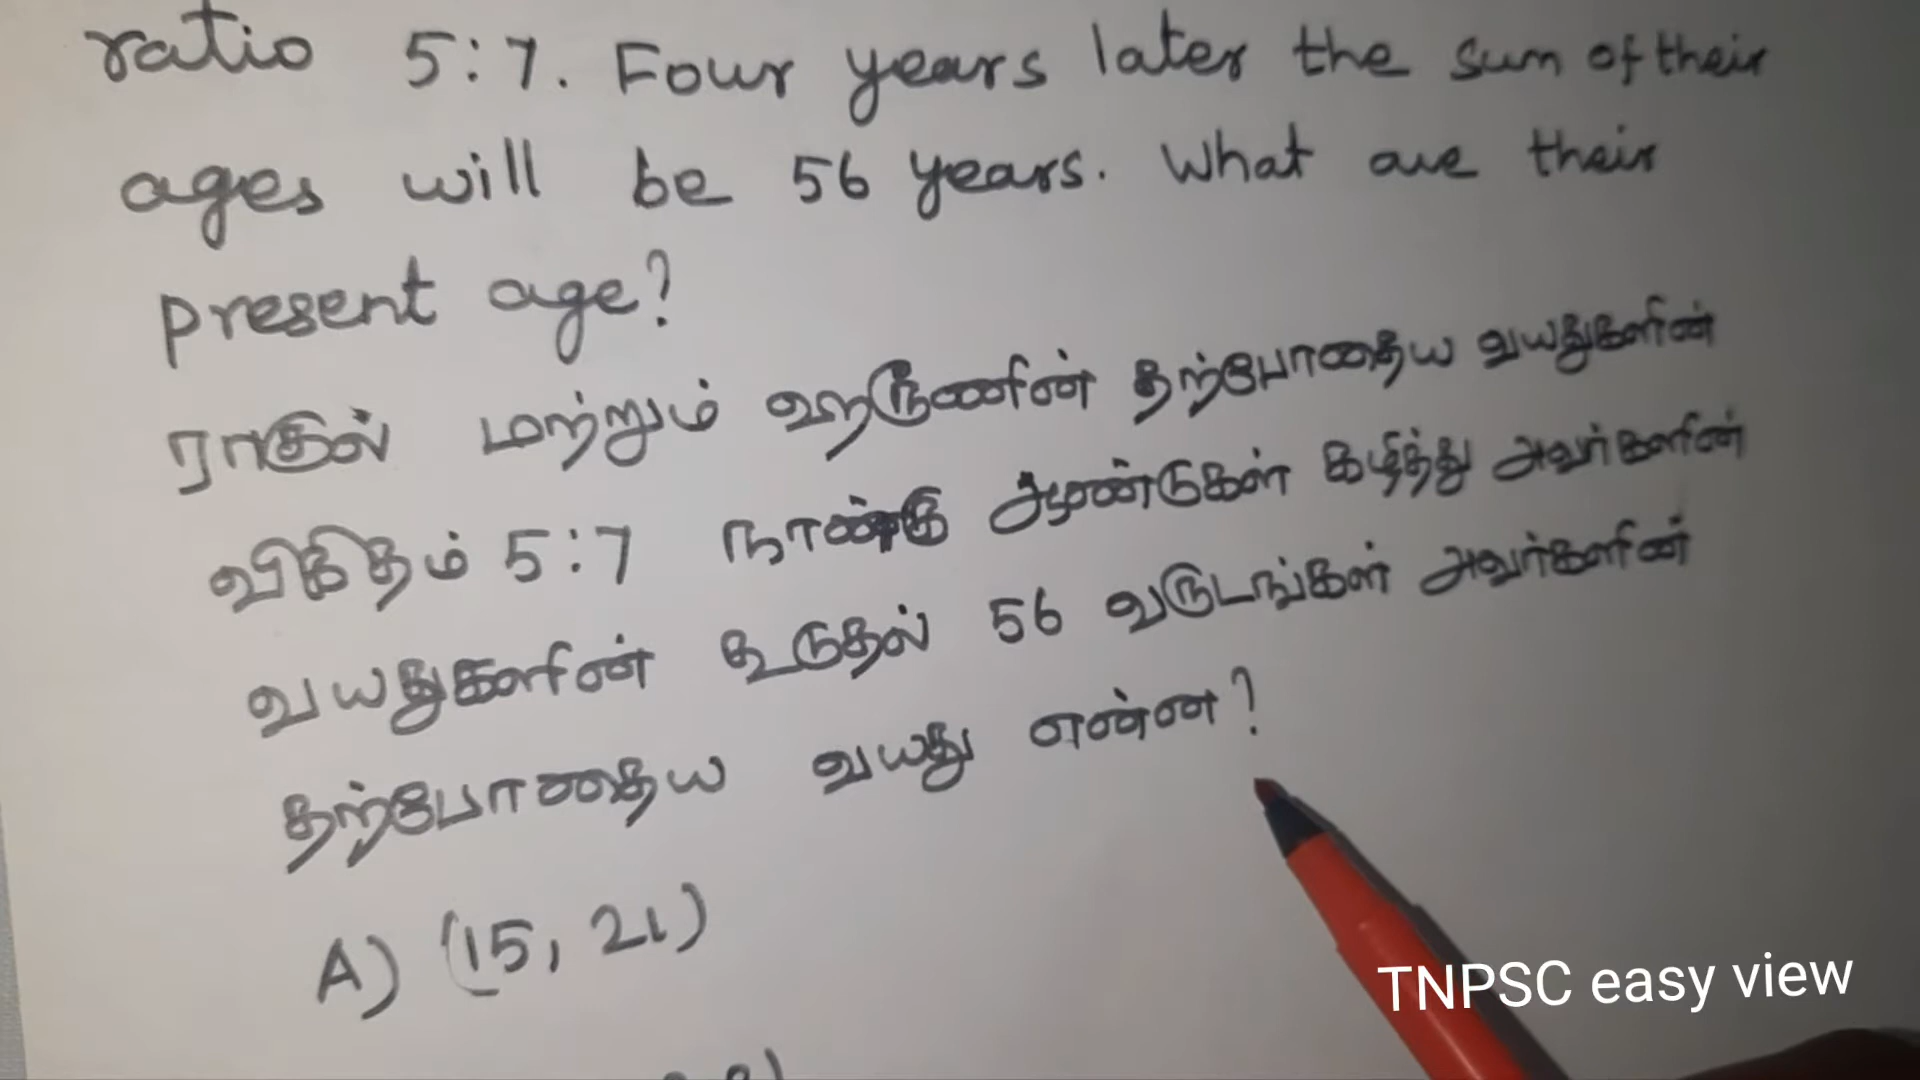 ratio 5:7. Four years later the sum of their
ages will be 56 years. What are their
present age?
ராகுல் மற்றும் ஹரூணின் தற்போதைய வயதுகளின்
விகிதம் 5:7 நான்கு ஆண்டுகள் கழித்து அவர்களின்
வயதுகளின் கூடுதல் 56 வருடங்கள் அவர்களின்
தற்போதைய வயது என்ன?
A) (15, 21)
TNPSC easy view